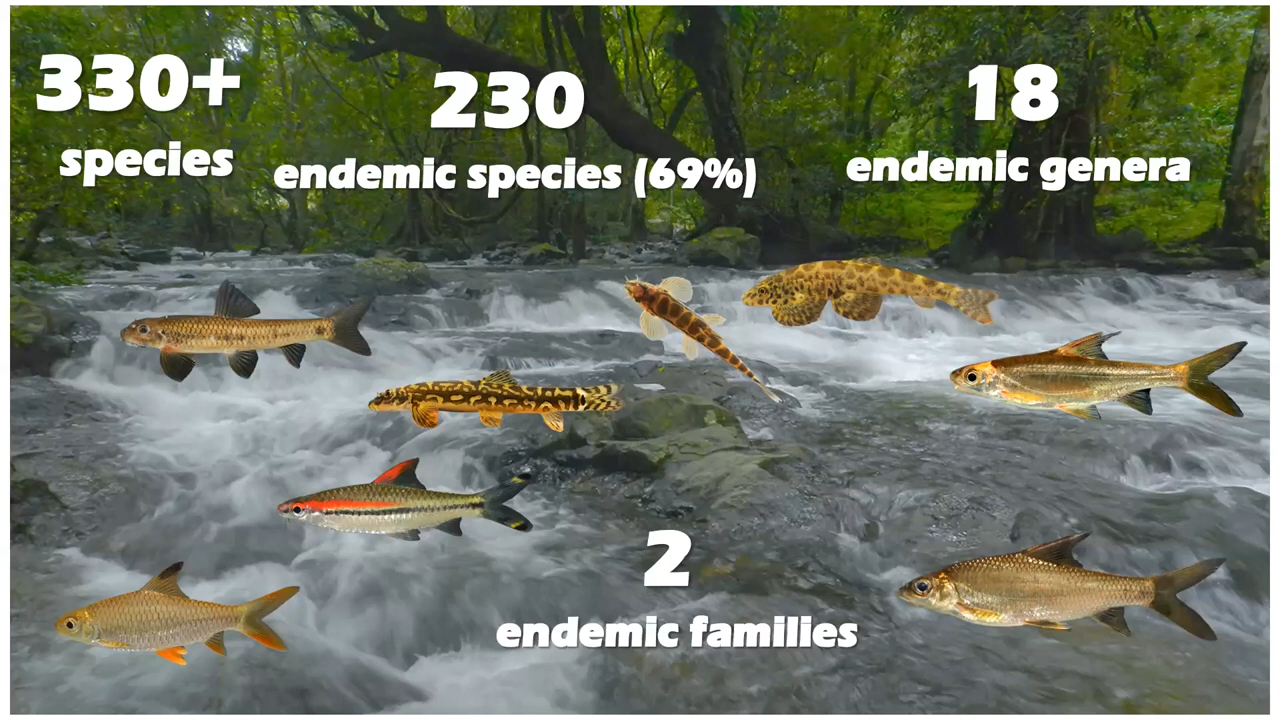 330+
species
230
endemic species (69%)
18
endemic genera
2
endemic families